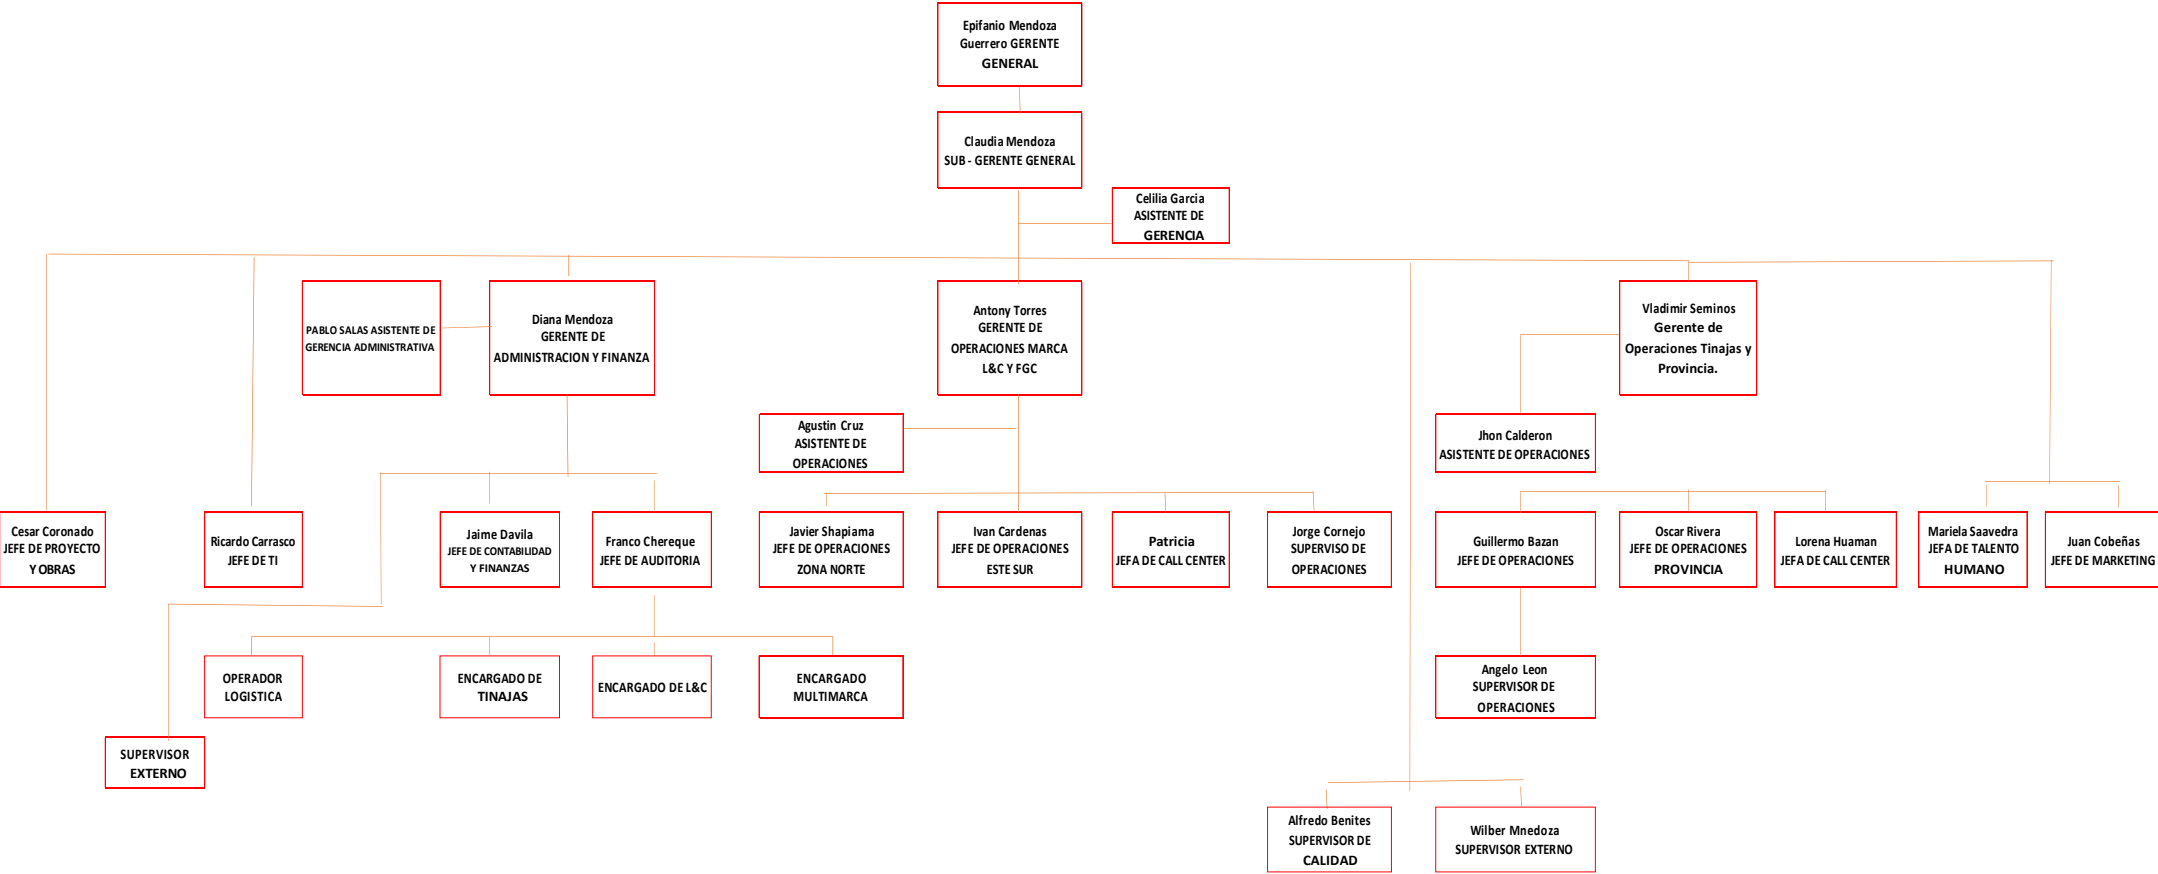 Epifanio Mendoza
Guerrero GERENTE
GENERAL
Claudia Mendoza
SUB - GERENTE GENERAL
Celilia Garcia
ASISTENTE DE
GERENCIA
PABLO SALAS ASISTENTE DE
GERENCIA ADMINISTRATIVA
Diana Mendoza
GERENTE DE
ADMINISTRACION Y FINANZA
Antony Torres
GERENTE DE
OPERACIONES MARCA
L&C Y FGC
Vladimir Seminos
Gerente de
Operaciones Tinajas y
Provincia.
Agustin Cruz
ASISTENTE DE
OPERACIONES
Jhon Calderon
ASISTENTE DE OPERACIONES
Cesar Coronado
JEFE DE PROYECTO
Y OBRAS
Ricardo Carrasco
JEFE DE TI
Jaime Davila
JEFE DE CONTABILIDAD
Y FINANZAS
Franco Chereque
JEFE DE AUDITORIA
Javier Shapiama
JEFE DE OPERACIONES
ZONA NORTE
Ivan Cardenas
JEFE DE OPERACIONES
ESTE SUR
Patricia
JEFA DE CALL CENTER
Jorge Cornejo
SUPERVISO DE
OPERACIONES
Guillermo Bazan
JEFE DE OPERACIONES
Oscar Rivera
JEFE DE OPERACIONES
PROVINCIA
Lorena Huaman
JEFA DE CALL CENTER
Mariela Saavedra
JEFA DE TALENTO
HUMANO
Juan Cobeñas
JEFE DE MARKETING
OPERADOR
LOGISTICA
ENCARGADO DE
TINAJAS
ENCARGADO DE L&C
ENCARGADO
MULTIMARCA
Angelo Leon
SUPERVISOR DE
OPERACIONES
SUPERVISOR
EXTERNO
Alfredo Benites
SUPERVISOR DE
CALIDAD
Wilber Mnedoza
SUPERVISOR EXTERNO